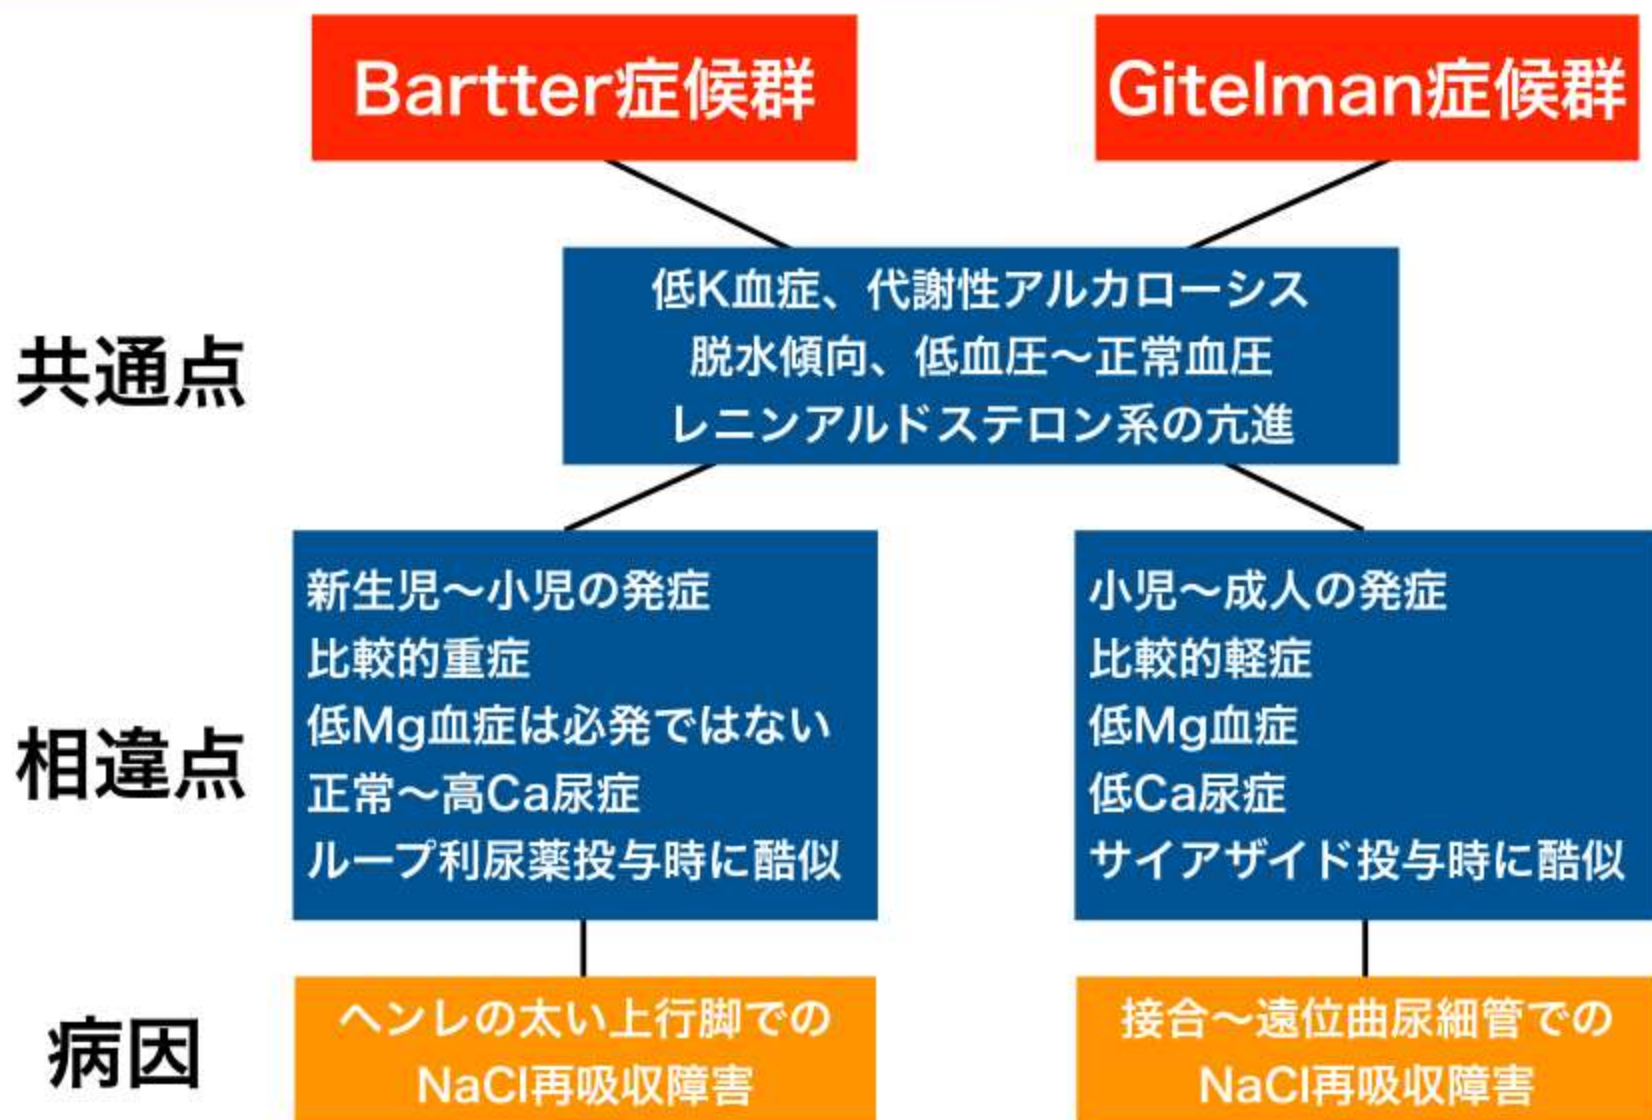 Bartter症候群
Gitelman症候群
共通点
低K血症、代謝性アルカローシス
脱水傾向、低血圧〜正常血圧
レニンアルドステロン系の亢進
相違点
新生児〜小児の発症
比較的重症
低Mg血症は必発ではない
正常〜高Ca尿症
ループ利尿薬投与時に酷似
小児〜成人の発症
比較的軽症
低Mg血症
低Ca尿症
サイアザイド投与時に酷似
病因
ヘンレの太い上行脚での
NaCl再吸収障害
接合〜遠位曲尿細管での
NaCl再吸収障害